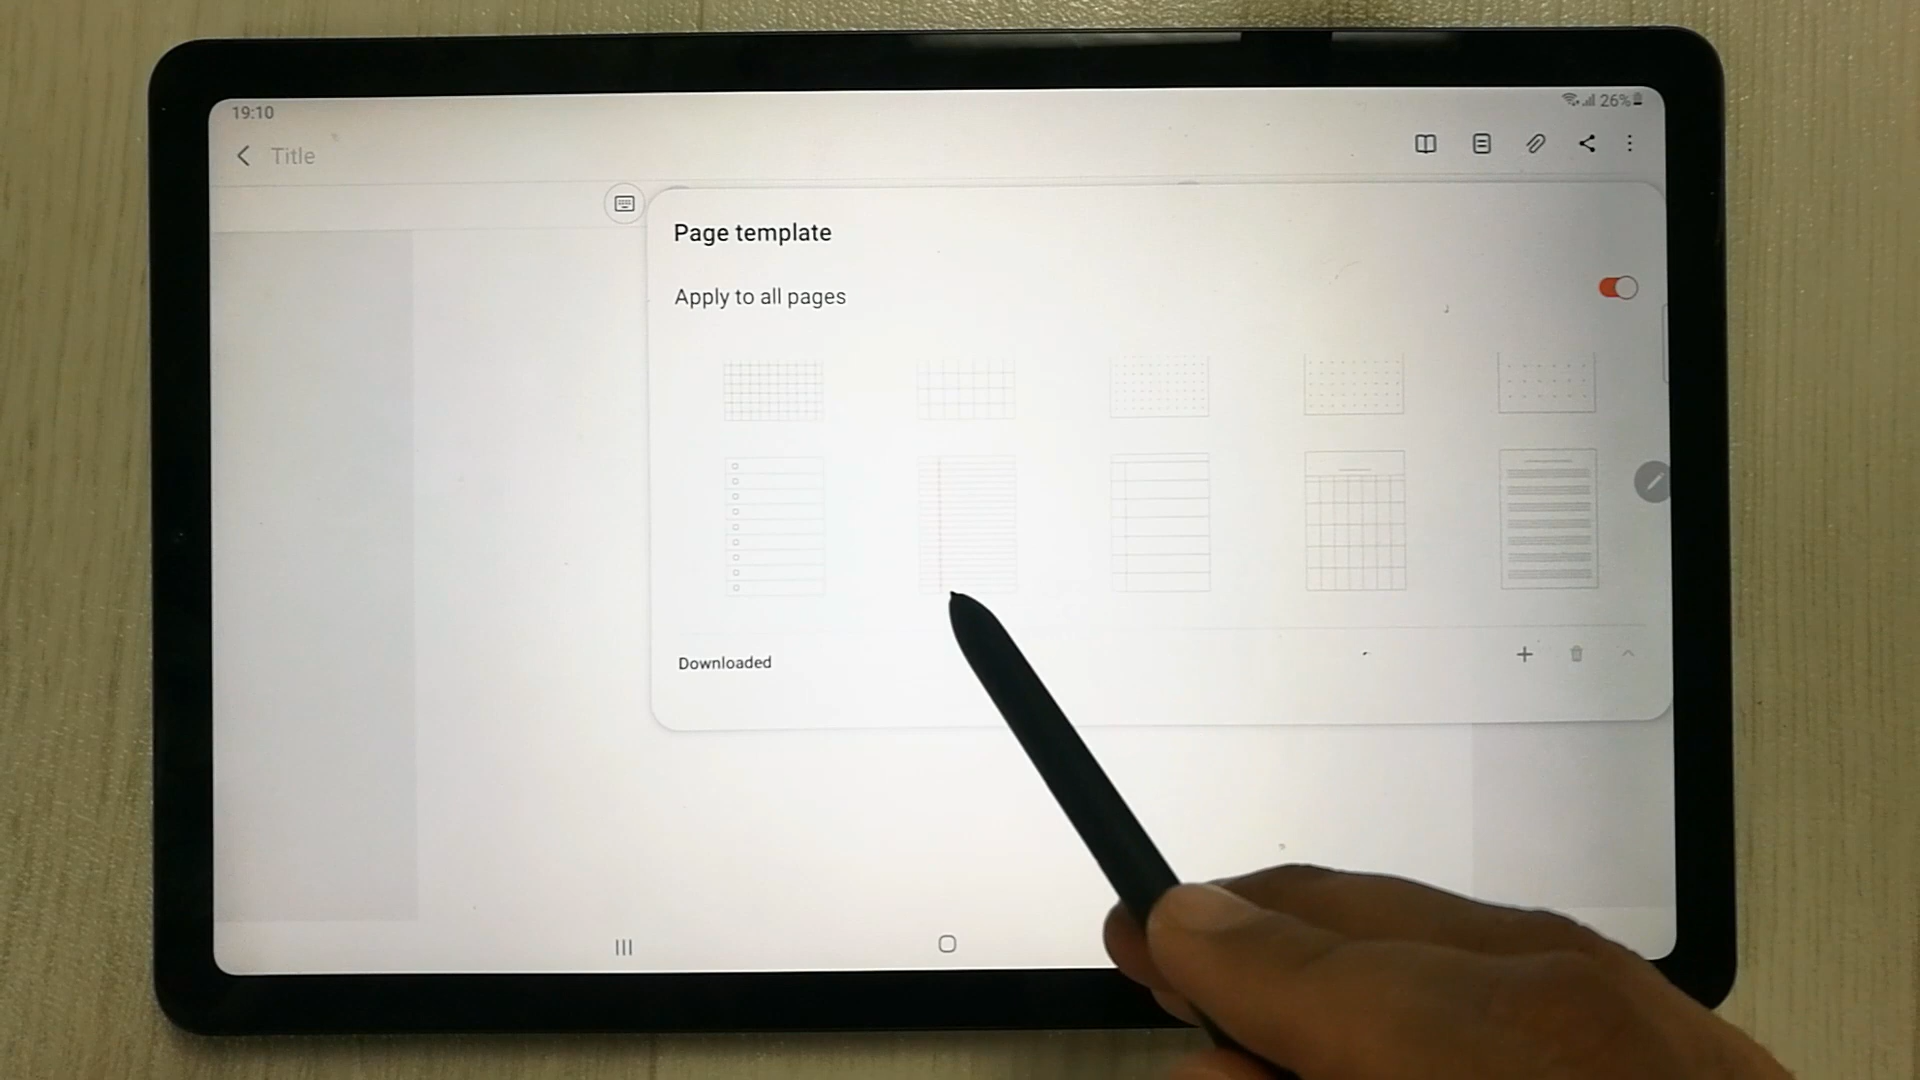 19:10
26%
Title
Page template
Apply to all pages
Downloaded